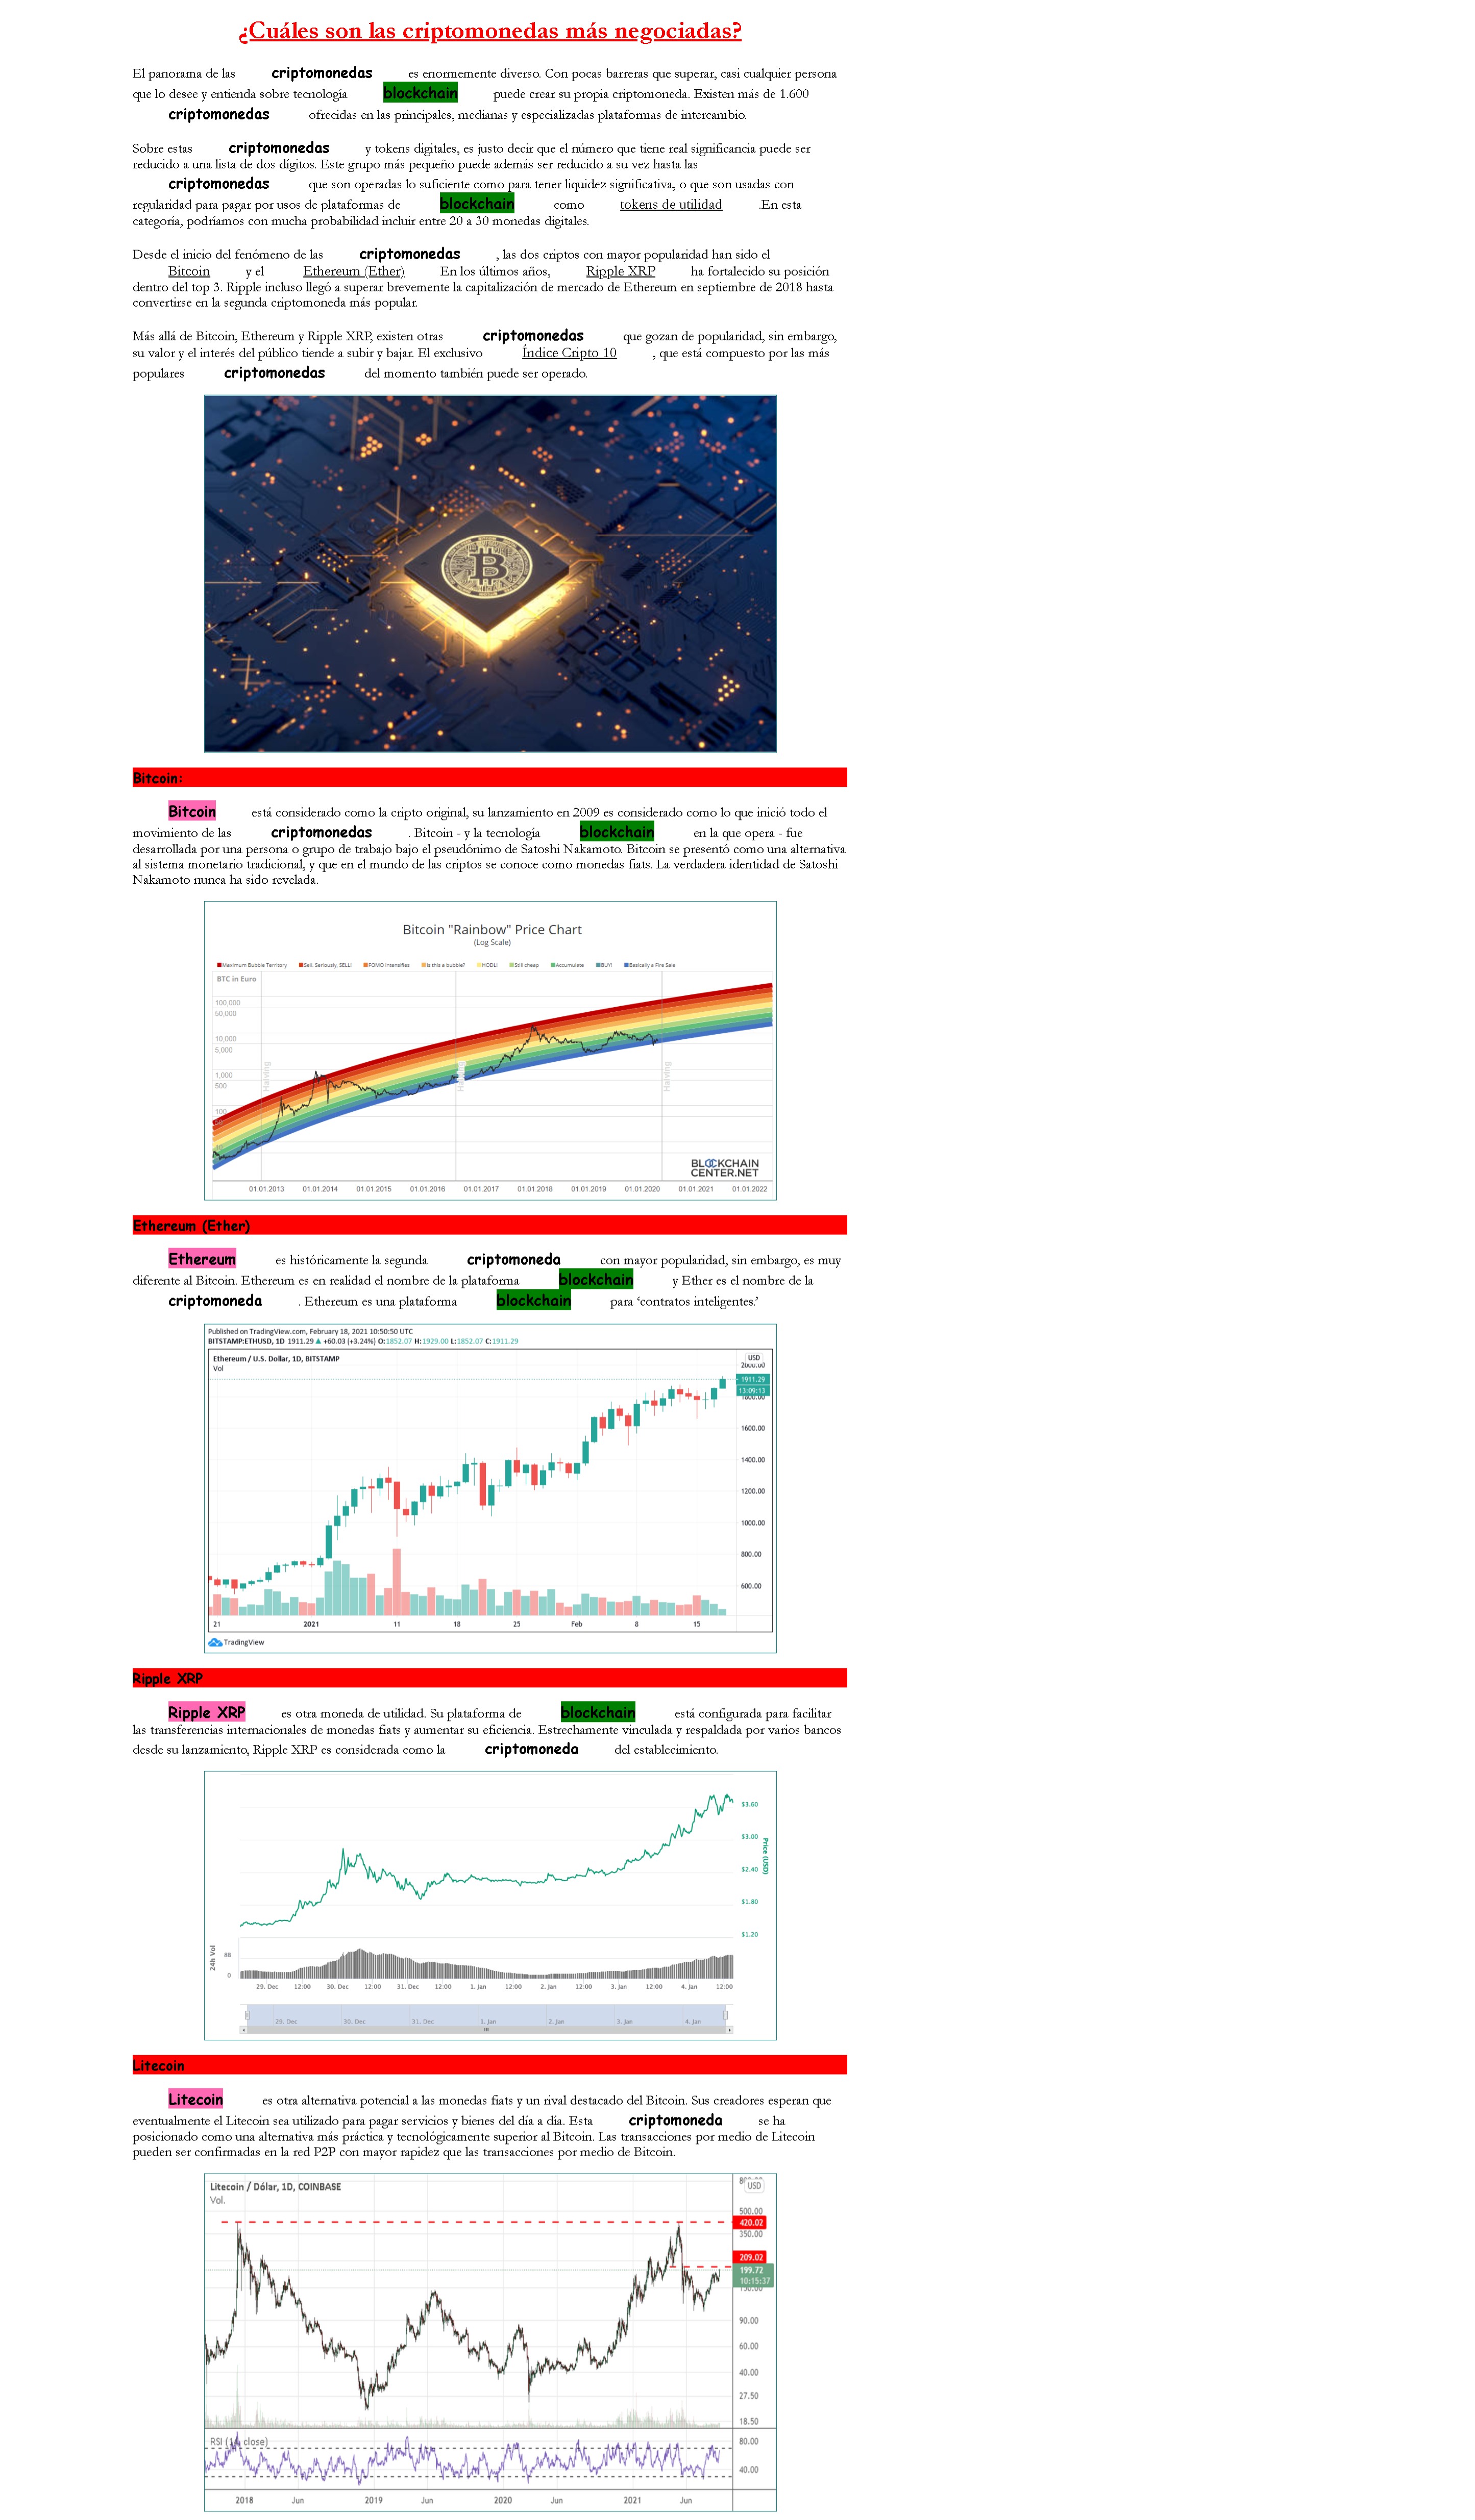 ¿Cuáles son las criptomonedas más negociadas?
El panorama de las criptomonedas es enormemente diverso. Con pocas barreras que superar, casi cualquier persona
que lo desee y entienda sobre tecnología blockchain puede crear su propia criptomoneda. Existen más de 1.600
criptomonedas ofrecidas en las principales, medianas y especializadas plataformas de intercambio.
Sobre estas criptomonedas y tokens digitales, es justo decir que el número que tiene real significancia puede ser
reducido a una lista de dos dígitos. Este grupo más pequeño puede además ser reducido a su vez hasta las
criptomonedas que son operadas lo suficiente como para tener liquidez significativa, o que son usadas con
regularidad para pagar por usos de plataformas de blockchain como tokens de utilidad .En esta
categoría, podríamos con mucha probabilidad incluir entre 20 a 30 monedas digitales.
Desde el inicio del fenómeno de las criptomonedas , las dos criptos con mayor popularidad han sido el
Bitcoin y el Ethereum (Ether) En los últimos años, Ripple XRP ha fortalecido su posición
dentro del top 3. Ripple incluso llegó a superar brevemente la capitalización de mercado de Ethereum en septiembre de 2018 hasta
convertirse en la segunda criptomoneda más popular.
Más allá de Bitcoin, Ethereum y Ripple XRP, existen otras criptomonedas que gozan de popularidad, sin embargo,
su valor y el interés del público tiende a subir y bajar. El exclusivo Índice Cripto 10 , que está compuesto por las más
populares criptomonedas del momento también puede ser operado.
Bitcoin:
Bitcoin está considerado como la cripto original, su lanzamiento en 2009 es considerado como lo que inició todo el
movimiento de las criptomonedas . Bitcoin - y la tecnología blockchain en la que opera - fue
desarrollada por una persona o grupo de trabajo bajo el pseudónimo de Satoshi Nakamoto. Bitcoin se presentó como una alternativa
al sistema monetario tradicional, y que en el mundo de las criptos se conoce como monedas fiats. La verdadera identidad de Satoshi
Nakamoto nunca ha sido revelada.
Bitcoin "Rainbow" Price Chart
(Log Scale)
Maximum Bubble Territory Sell. Seriously, SELL! FOMO intensifies Is this a bubble? HODL! Still cheap Accumulate BUY! Basically a Fire Sale
BTC in Euro
100,000
50,000
10,000
5,000
1,000
500
100
Halving Halving Halving
BLOCKCHAIN
CENTER.NET
01.01.2013 01.01.2014 01.01.2015 01.01.2016 01.01.2017 01.01.2018 01.01.2019 01.01.2020 01.01.2021 01.01.2022
Ethereum (Ether)
Ethereum es históricamente la segunda criptomoneda con mayor popularidad, sin embargo, es muy
diferente al Bitcoin. Ethereum es en realidad el nombre de la plataforma blockchain y Ether es el nombre de la
criptomoneda . Ethereum es una plataforma blockchain para ‘contratos inteligentes.’
Published on TradingView.com, February 18, 2021 10:50:50 UTC
BITSTAMP:ETHUSD, 1D 1911.29 ▲ +60.03 (+3.24%) O:1852.07 H:1929.00 L:1852.07 C:1911.29
Ethereum / U.S. Dollar, 1D, BITSTAMP
Vol
USD
2000.00
1911.29
13:09:13
1800.00
1600.00
1400.00
1200.00
1000.00
800.00
600.00
21 2021 11 18 25 Feb 8 15
TradingView
Ripple XRP
Ripple XRP es otra moneda de utilidad. Su plataforma de blockchain está configurada para facilitar
las transferencias internacionales de monedas fiats y aumentar su eficiencia. Estrechamente vinculada y respaldada por varios bancos
desde su lanzamiento, Ripple XRP es considerada como la criptomoneda del establecimiento.
$3.60
$3.00
$2.40
$1.80
$1.20
Price (USD)
24h Vol
88
0
29. Dec 12:00 30. Dec 12:00 31. Dec 12:00 1. Jan 12:00 2. Jan 12:00 3. Jan 12:00 4. Jan 12:00
29. Dec 30. Dec 31. Dec 1. Jan 2. Jan 3. Jan 4. Jan
Litecoin
Litecoin es otra alternativa potencial a las monedas fiats y un rival destacado del Bitcoin. Sus creadores esperan que
eventualmente el Litecoin sea utilizado para pagar servicios y bienes del día a día. Esta criptomoneda se ha
posicionado como una alternativa más práctica y tecnológicamente superior al Bitcoin. Las transacciones por medio de Litecoin
pueden ser confirmadas en la red P2P con mayor rapidez que las transacciones por medio de Bitcoin.
Litecoin / Dólar, 1D, COINBASE
Vol.
USD
500.00
420.02
350.00
209.02
199.72
10:15:37
150.00
90.00
60.00
40.00
27.50
18.50
RSI (14, close)
80.00
40.00
2018 Jun 2019 Jun 2020 Jun 2021 Jun